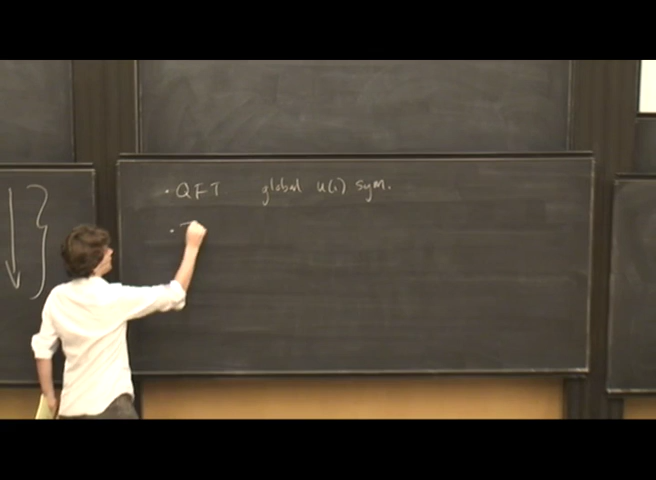 • QFT global u(1) sym.
•